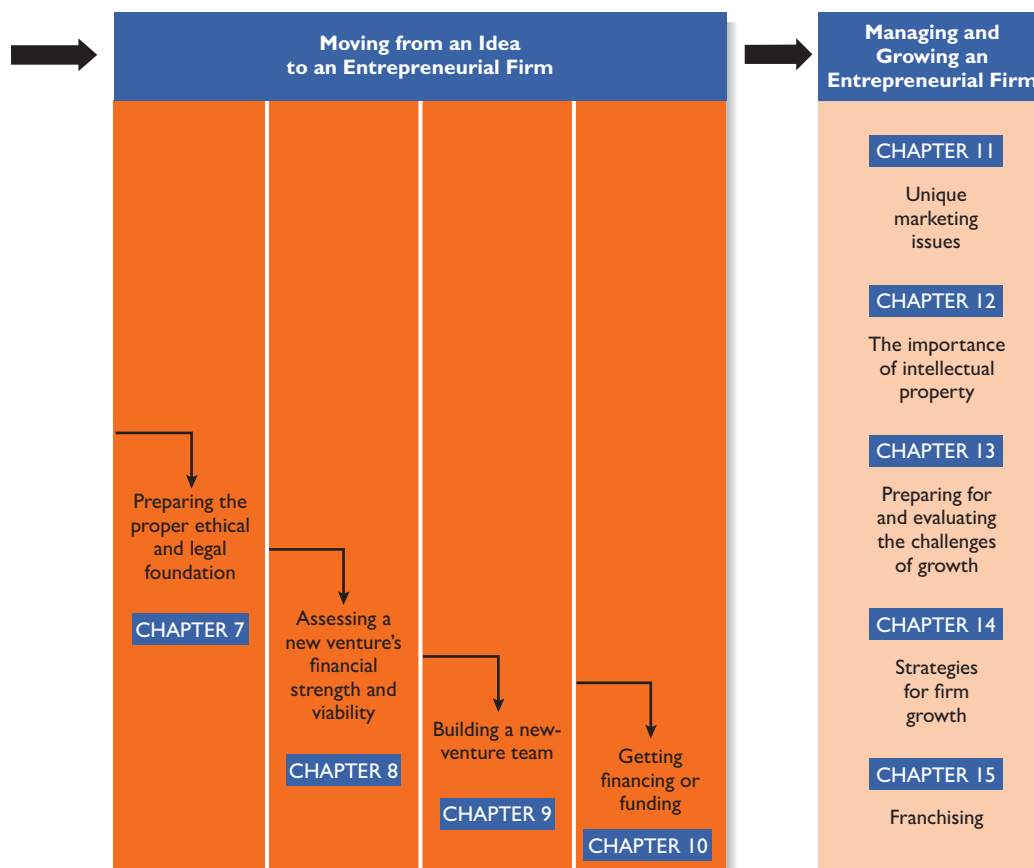 Moving from an Idea
to an Entrepreneurial Firm
Preparing the
proper ethical
and legal
foundation
CHAPTER 7
Assessing a
new venture's
financial
strength and
viability
CHAPTER 8
Building a new-
venture team
CHAPTER 9
Getting
financing or
funding
CHAPTER 10
Managing and
Growing an
Entrepreneurial Firm
CHAPTER 11
Unique
marketing
issues
CHAPTER 12
The importance
of intellectual
property
CHAPTER 13
Preparing for
and evaluating
the challenges
of growth
CHAPTER 14
Strategies
for firm
growth
CHAPTER 15
Franchising